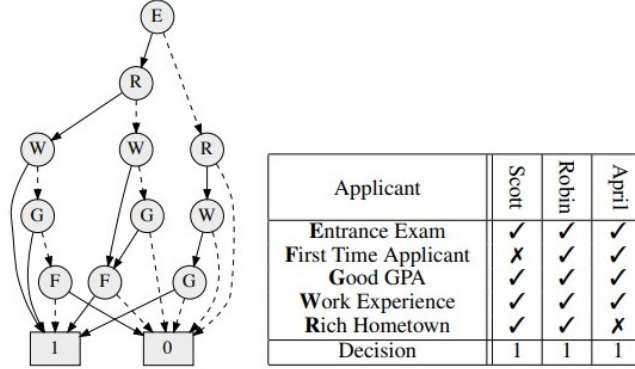 E
R
W W R
G G W
F F G
1 0
Applicant Scott Robin April
Entrance Exam ✓ ✓ ✓
First Time Applicant ✗ ✓ ✓
Good GPA ✓ ✓ ✓
Work Experience ✓ ✓ ✓
Rich Hometown ✓ ✓ ✗
Decision 1 1 1